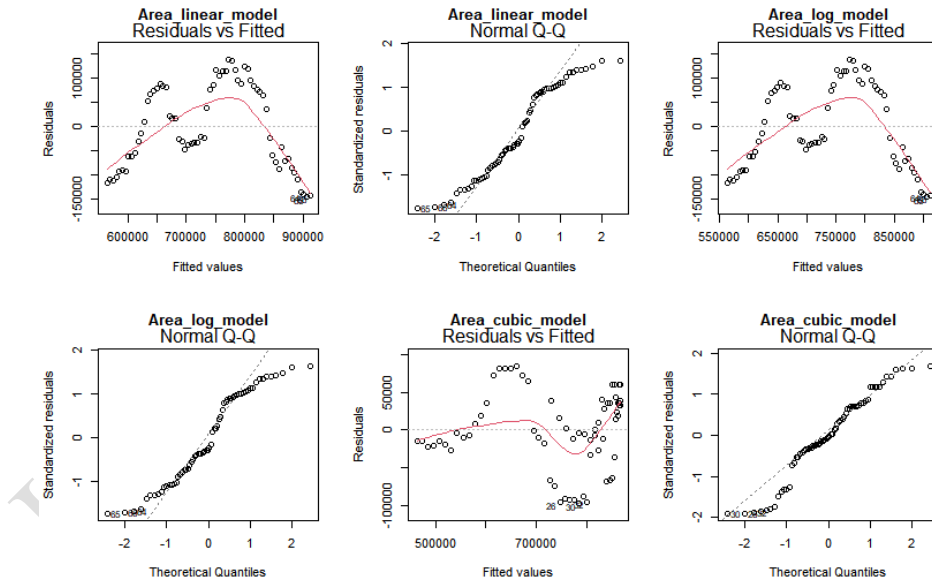 Area_linear_model
Residuals vs Fitted
Residuals
-150000 0 100000
600000 700000 800000 900000
Fitted values
Area_linear_model
Normal Q-Q
Standardized residuals
-1 0 1 2
65 64
-2 -1 0 1 2
Theoretical Quantiles
Area_log_model
Residuals vs Fitted
Residuals
-150000 0 100000
550000 650000 750000 850000
Fitted values
Area_log_model
Normal Q-Q
Standardized residuals
-1 0 1 2
65 64
-2 -1 0 1 2
Theoretical Quantiles
Area_cubic_model
Residuals vs Fitted
Residuals
-100000 0 50000
26 30
500000 700000
Fitted values
Area_cubic_model
Normal Q-Q
Standardized residuals
-2 -1 0 1 2
30
-2 -1 0 1 2
Theoretical Quantiles